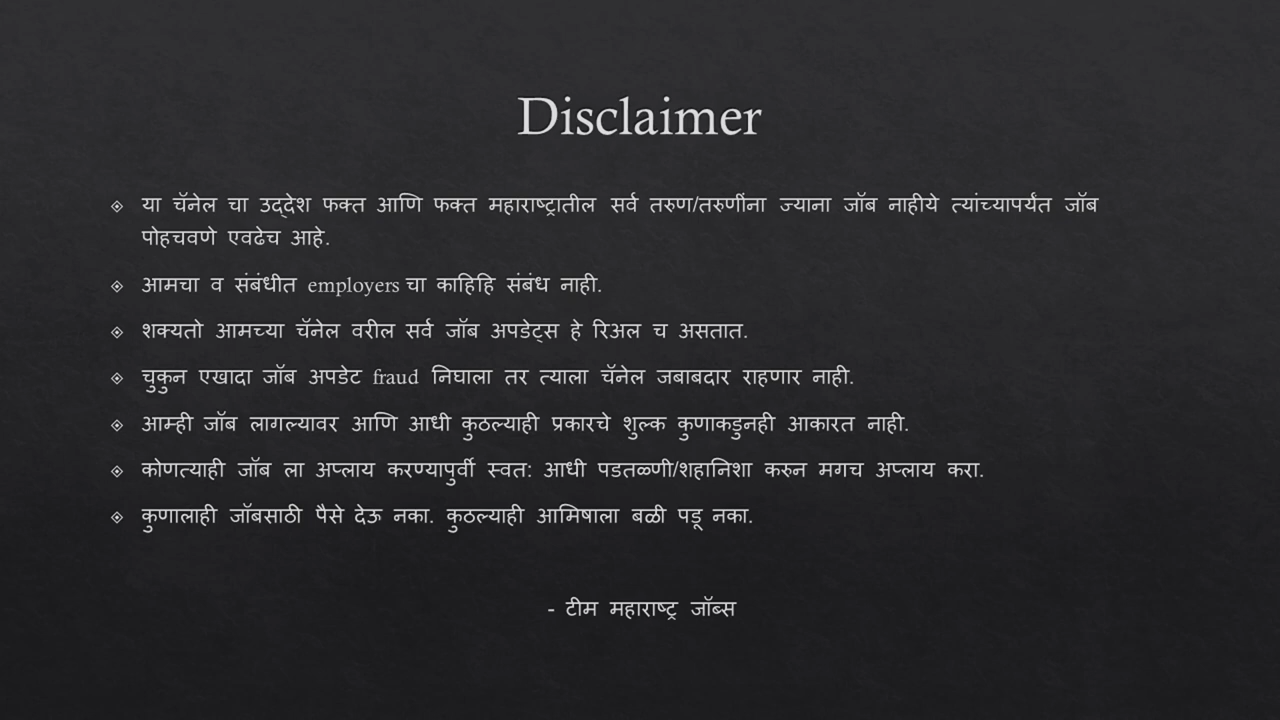 Disclaimer
या चॅनेल चा उद्देश फक्त आणि फक्त महाराष्ट्रातील सर्व तरुण/तरुणींना ज्याना जॉब नाहीये त्यांच्यापर्यंत जॉब
पोहचवणे एवढेच आहे.
आमचा व संबंधीत employers चा काहिहि संबंध नाही.
शक्यतो आमच्या चॅनेल वरील सर्व जॉब अपडेट्स हे रिअल च असतात.
चुकुन एखादा जॉब अपडेट fraud निघाला तर त्याला चॅनेल जबाबदार राहणार नाही.
आम्ही जॉब लागल्यावर आणि आधी कुठल्याही प्रकारचे शुल्क कुणाकडुनही आकारत नाही.
कोणत्याही जॉब ला अप्लाय करण्यापुर्वी स्वत: आधी पडतळ्णी/शहानिशा करुन मगच अप्लाय करा.
कुणालाही जॉबसाठी पैसे देऊ नका. कुठल्याही आमिषाला बळी पडू नका.
- टीम महाराष्ट्र जॉब्स